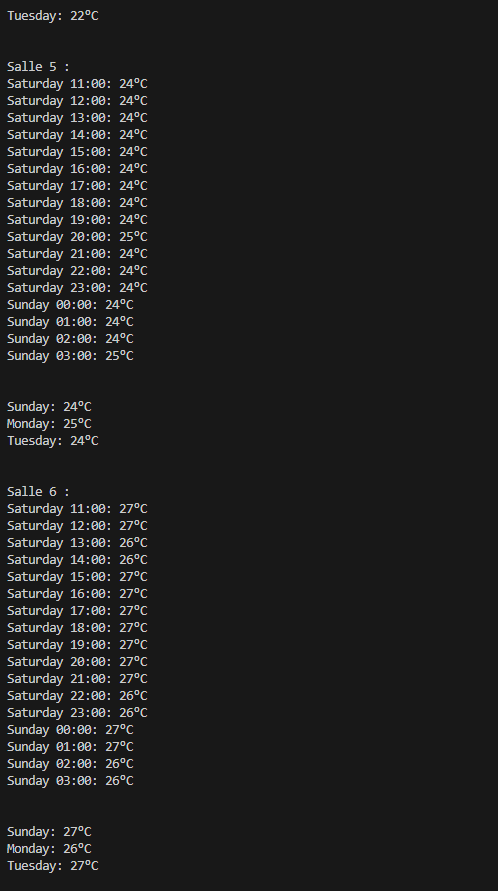 Tuesday: 22°C
Salle 5 :
Saturday 11:00: 24°C
Saturday 12:00: 24°C
Saturday 13:00: 24°C
Saturday 14:00: 24°C
Saturday 15:00: 24°C
Saturday 16:00: 24°C
Saturday 17:00: 24°C
Saturday 18:00: 24°C
Saturday 19:00: 24°C
Saturday 20:00: 25°C
Saturday 21:00: 24°C
Saturday 22:00: 24°C
Saturday 23:00: 24°C
Sunday 00:00: 24°C
Sunday 01:00: 24°C
Sunday 02:00: 24°C
Sunday 03:00: 25°C
Sunday: 24°C
Monday: 25°C
Tuesday: 24°C
Salle 6 :
Saturday 11:00: 27°C
Saturday 12:00: 27°C
Saturday 13:00: 26°C
Saturday 14:00: 26°C
Saturday 15:00: 27°C
Saturday 16:00: 27°C
Saturday 17:00: 27°C
Saturday 18:00: 27°C
Saturday 19:00: 27°C
Saturday 20:00: 27°C
Saturday 21:00: 27°C
Saturday 22:00: 26°C
Saturday 23:00: 26°C
Sunday 00:00: 27°C
Sunday 01:00: 27°C
Sunday 02:00: 26°C
Sunday 03:00: 26°C
Sunday: 27°C
Monday: 26°C
Tuesday: 27°C